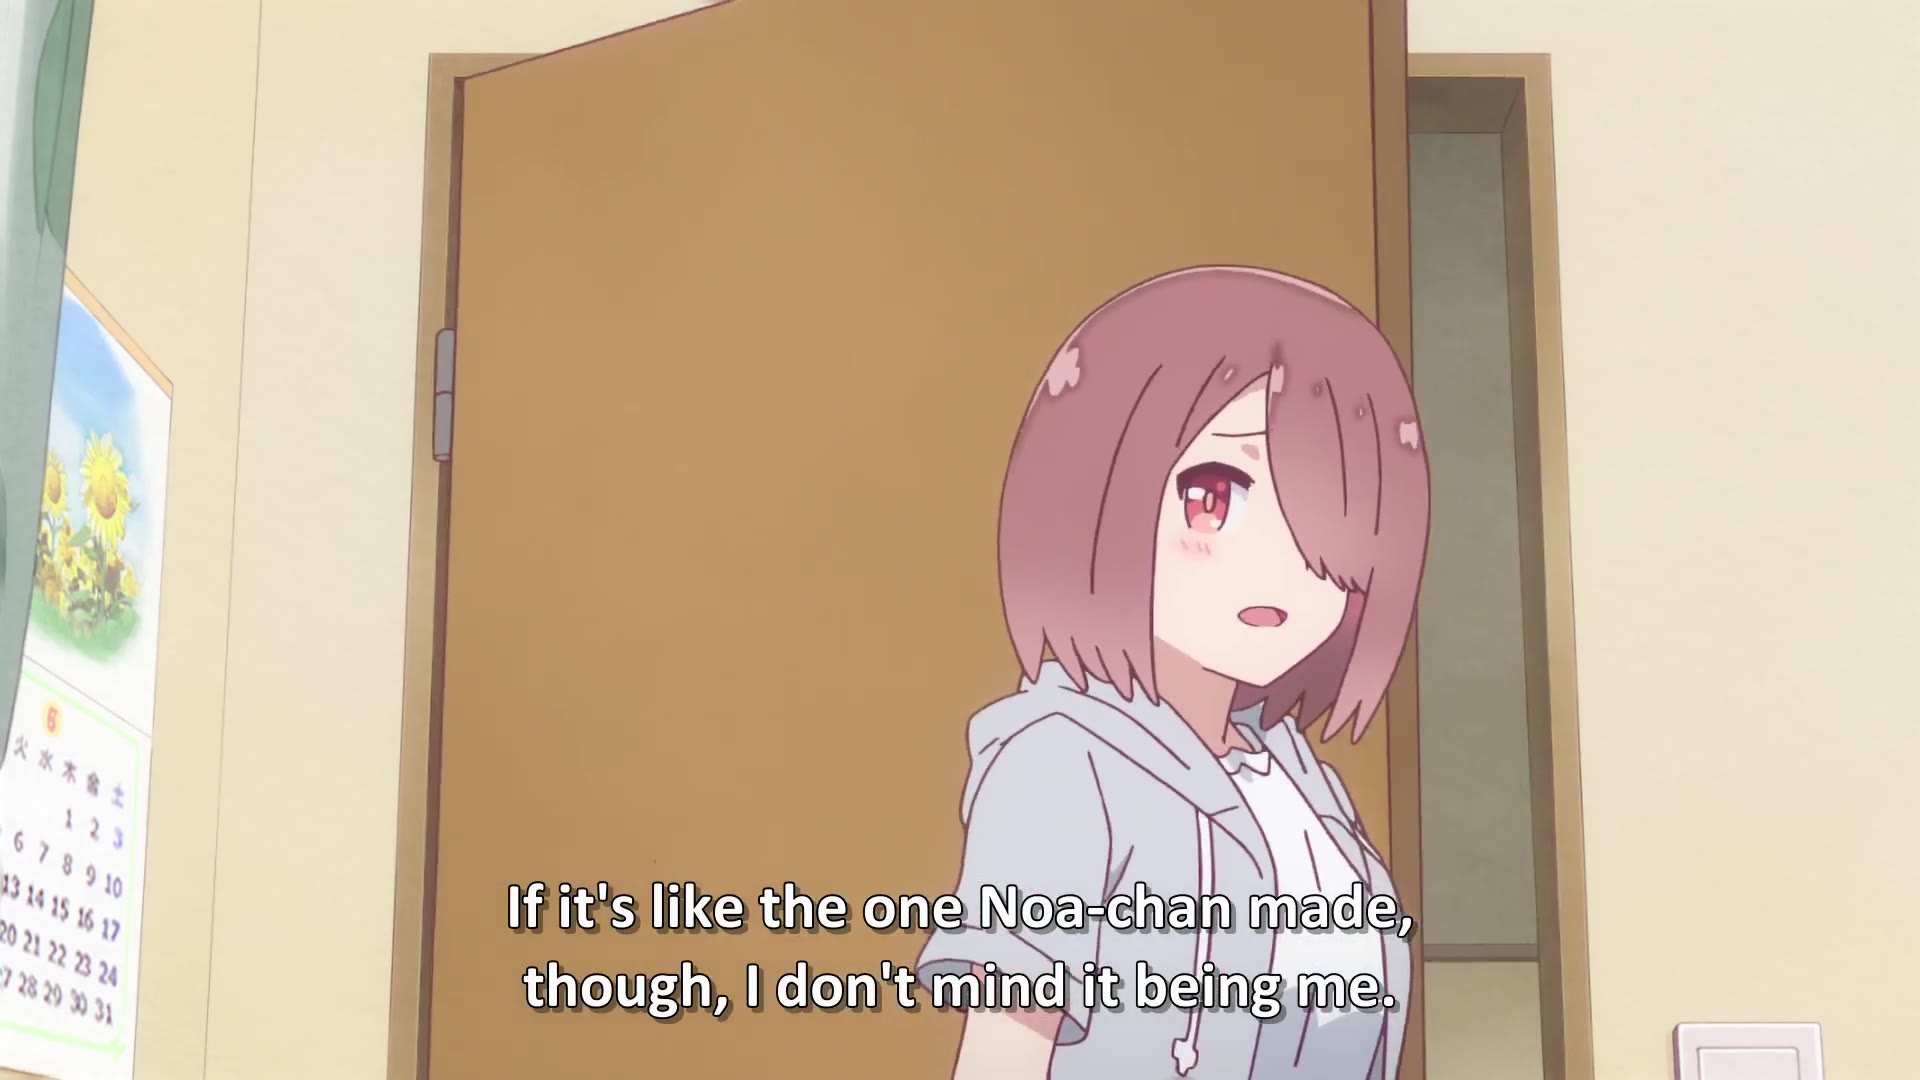 6
火 水 木 金 土
1 2 3
6 7 8 9 10
13 14 15 16 17
20 21 22 23 24
27 28 29 30 31
If it's like the one Noa-chan made,
though, I don't mind it being me.